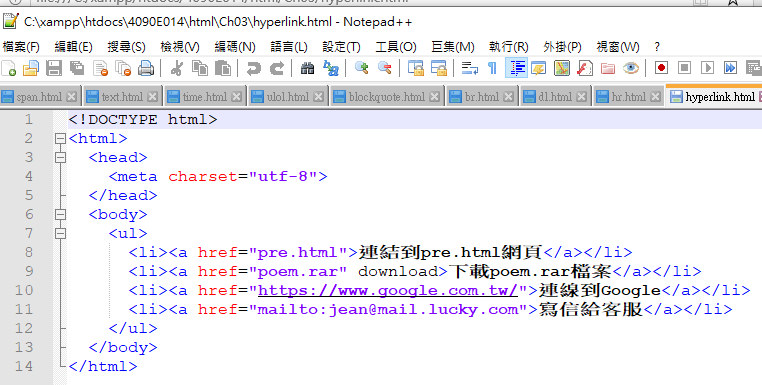 C:\xampp\htdocs\4090E014\html\Ch03\hyperlink.html - Notepad++
檔案(F) 編輯(E) 搜尋(S) 檢視(V) 編碼(N) 語言(L) 設定(T) 工具(O) 巨集(M) 執行(R) 外掛(P) 視窗(W) ?
span.html text.html time.html ulol.html blockquote.html br.html dl.html hr.html hyperlink.html
1 <!DOCTYPE html>
2 <html>
3 <head>
4 <meta charset="utf-8">
5 </head>
6 <body>
7 <ul>
8 <li><a href="pre.html">連結到pre.html網頁</a></li>
9 <li><a href="poem.rar" download>下載poem.rar檔案</a></li>
10 <li><a href="https://www.google.com.tw/">連線到Google</a></li>
11 <li><a href="mailto:jean@mail.lucky.com">寫信給客服</a></li>
12 </ul>
13 </body>
14 </html>